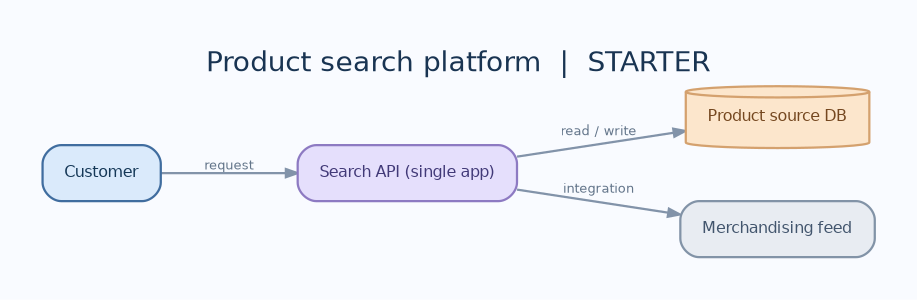 Product search platform | STARTER
Product source DB
read / write
Customer
request
Search API (single app)
integration
Merchandising feed